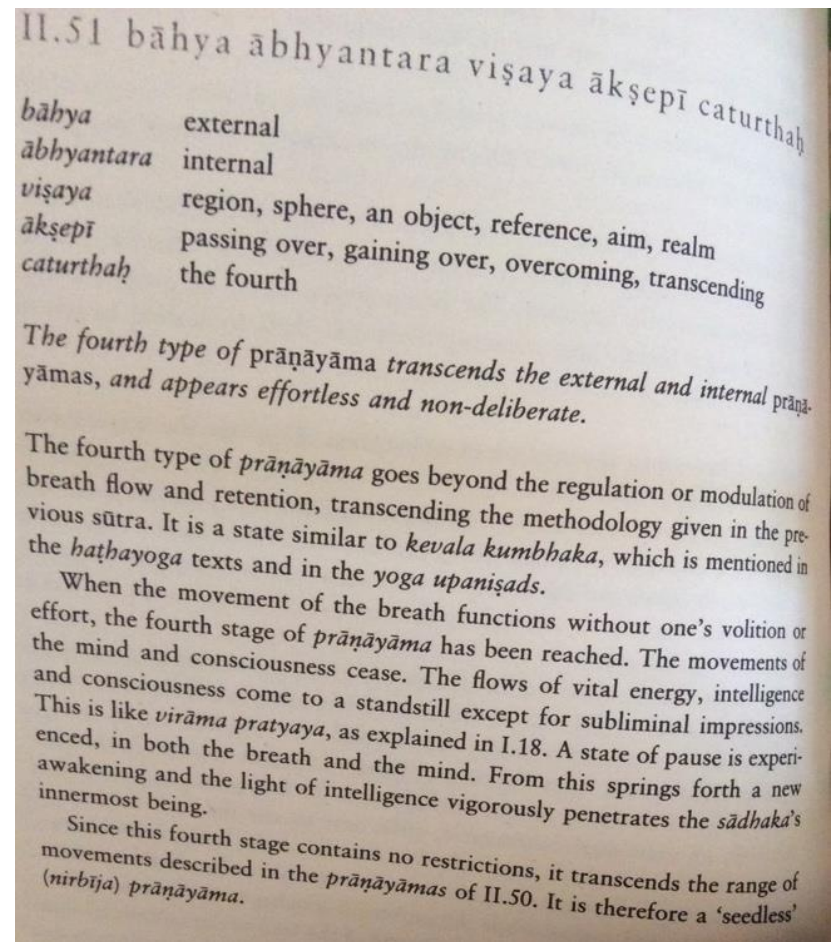 II.51 bāhya ābhyantara viṣaya ākṣepī caturthaḥ
bāhya external
ābhyantara internal
viṣaya region, sphere, an object, reference, aim, realm
ākṣepī passing over, gaining over, overcoming, transcending
caturthaḥ the fourth
The fourth type of prāṇāyāma transcends the external and internal prāṇā-
yāmas, and appears effortless and non-deliberate.
The fourth type of prāṇāyāma goes beyond the regulation or modulation of
breath flow and retention, transcending the methodology given in the pre-
vious sūtra. It is a state similar to kevala kumbhaka, which is mentioned in
the haṭhayoga texts and in the yoga upaniṣads.
When the movement of the breath functions without one's volition or
effort, the fourth stage of prāṇāyāma has been reached. The movements of
the mind and consciousness cease. The flows of vital energy, intelligence
and consciousness come to a standstill except for subliminal impressions.
This is like virāma pratyaya, as explained in I.18. A state of pause is experi-
enced, in both the breath and the mind. From this springs forth a new
awakening and the light of intelligence vigorously penetrates the sādhaka's
innermost being.
Since this fourth stage contains no restrictions, it transcends the range of
movements described in the prāṇāyāmas of II.50. It is therefore a 'seedless'
(nirbīja) prāṇāyāma.